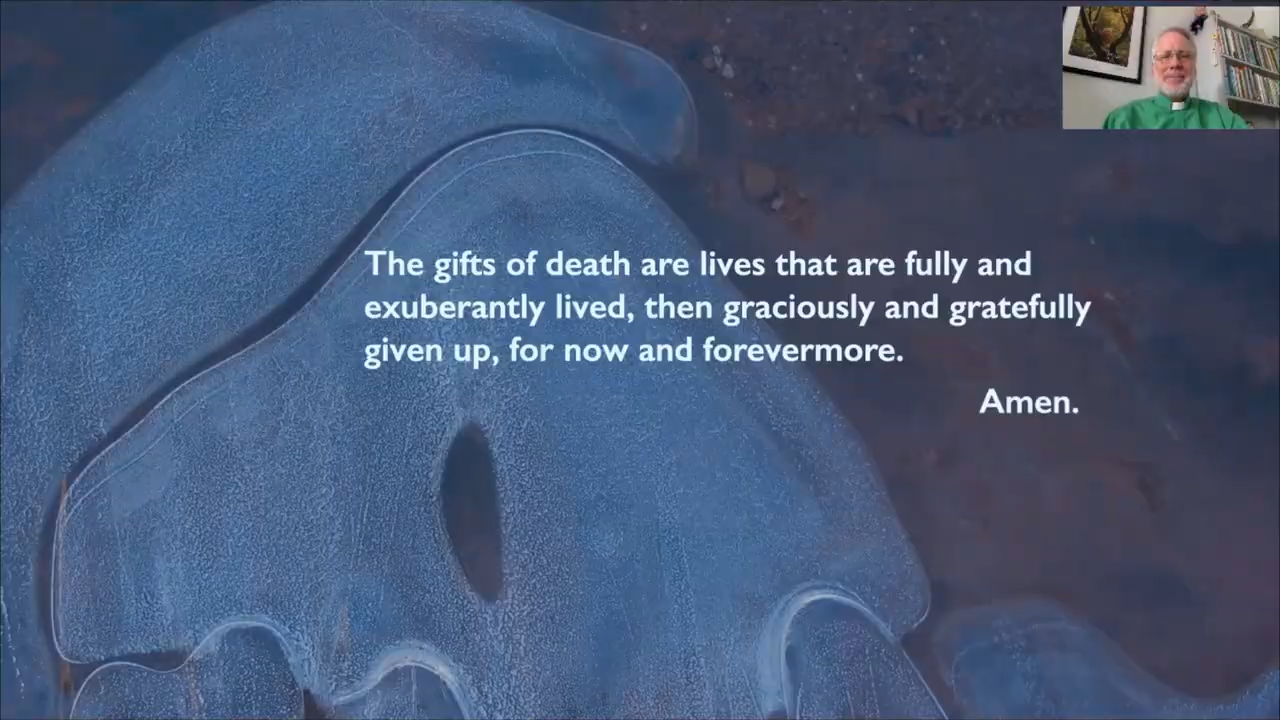 The gifts of death are lives that are fully and
exuberantly lived, then graciously and gratefully
given up, for now and forevermore.
Amen.